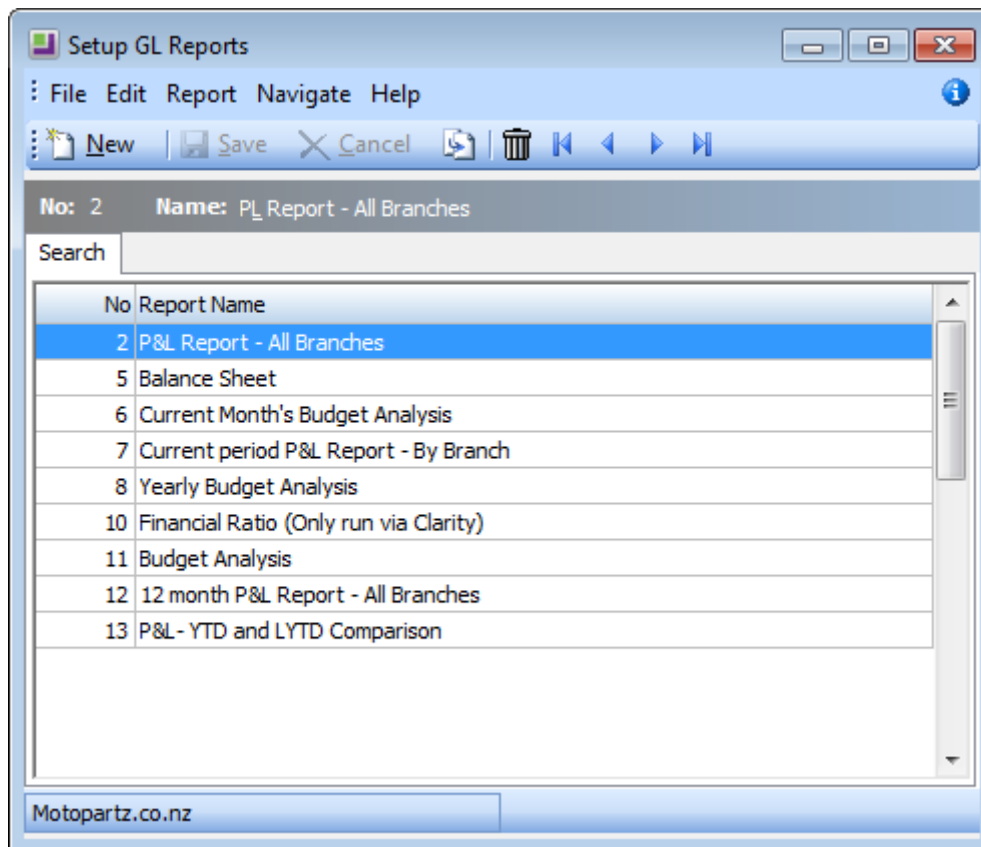 Setup GL Reports
File Edit Report Navigate Help
New Save Cancel
No: 2 Name: PL Report - All Branches
Search
No Report Name
2 P&L Report - All Branches
5 Balance Sheet
6 Current Month's Budget Analysis
7 Current period P&L Report - By Branch
8 Yearly Budget Analysis
10 Financial Ratio (Only run via Clarity)
11 Budget Analysis
12 12 month P&L Report - All Branches
13 P&L- YTD and LYTD Comparison
Motopartz.co.nz